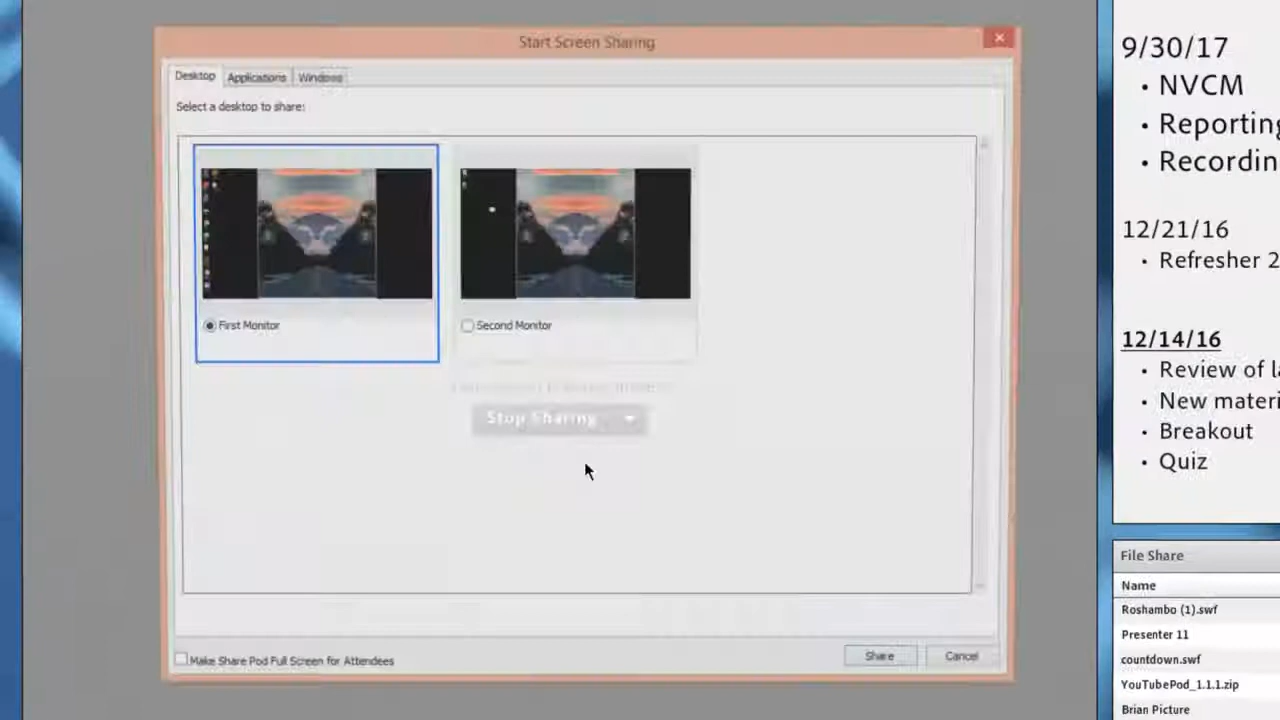 Start Screen Sharing
Desktop
Applications
Windows
Select a desktop to share:
First Monitor
Second Monitor
Stop Sharing
Make Share Pod Full Screen for Attendees
Share
Cancel
9/30/17
• NVCM
• Reporting
• Recordin
12/21/16
• Refresher 2
12/14/16
• Review of la
• New materi
• Breakout
• Quiz
File Share
Name
Roshambo (1).swf
Presenter 11
countdown.swf
YouTubePod_1.1.1.zip
Brian Picture